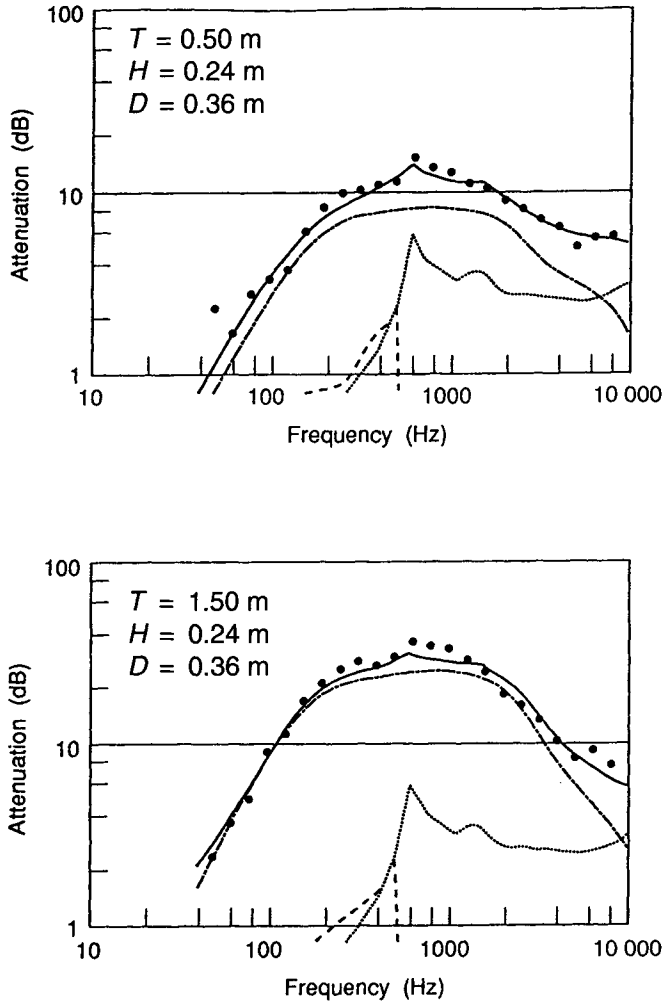 100
T = 0.50 m
H = 0.24 m
D = 0.36 m
Attenuation (dB)
10
1
10 100 1000 10 000
Frequency (Hz)
100
T = 1.50 m
H = 0.24 m
D = 0.36 m
Attenuation (dB)
10
1
10 100 1000 10 000
Frequency (Hz)